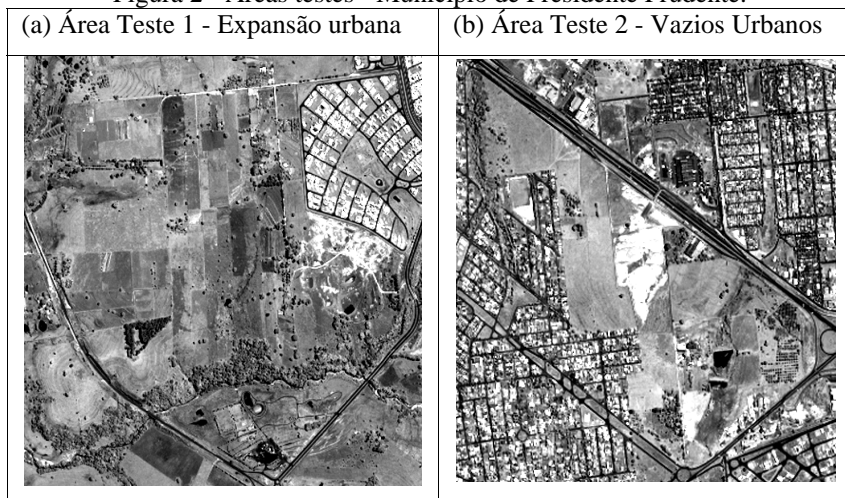 Figura 2 - Áreas testes - Município de Presidente Prudente.
(a) Área Teste 1 - Expansão urbana
(b) Área Teste 2 - Vazios Urbanos